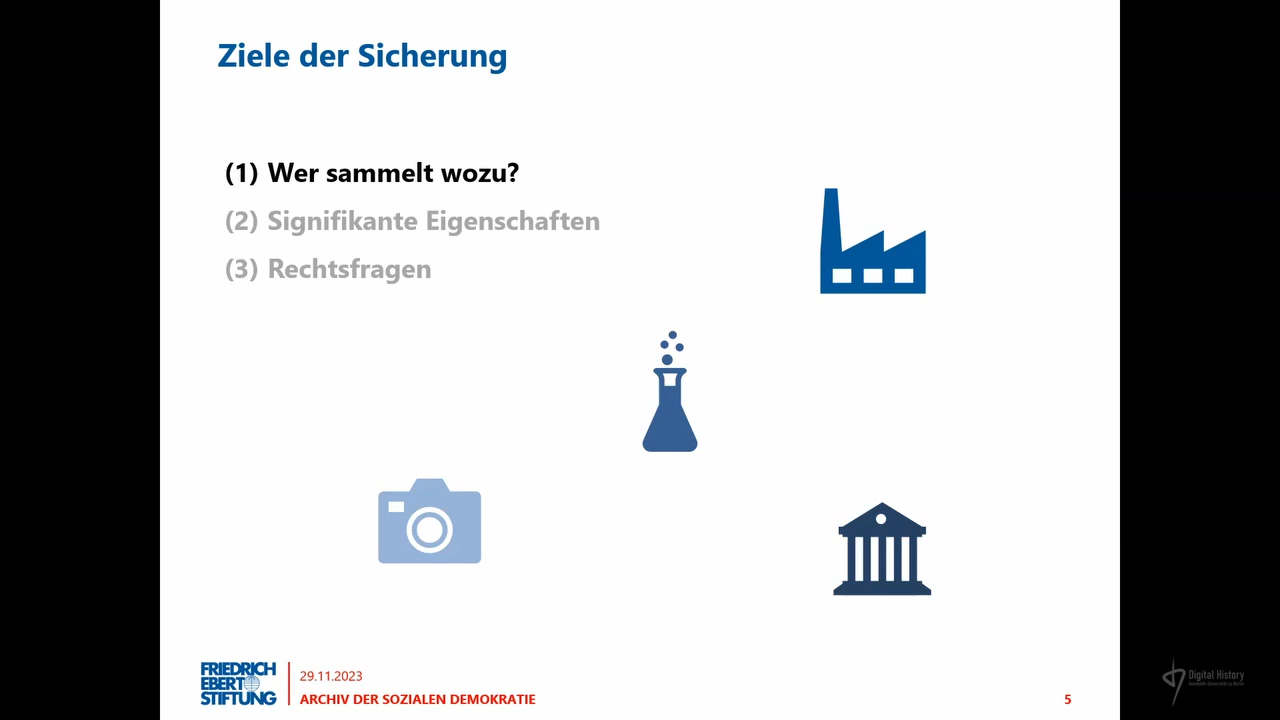 Ziele der Sicherung
(1) Wer sammelt wozu?
(2) Signifikante Eigenschaften
(3) Rechtsfragen
FRIEDRICH
EBERT
STIFTUNG
29.11.2023
ARCHIV DER SOZIALEN DEMOKRATIE
5
Digital History